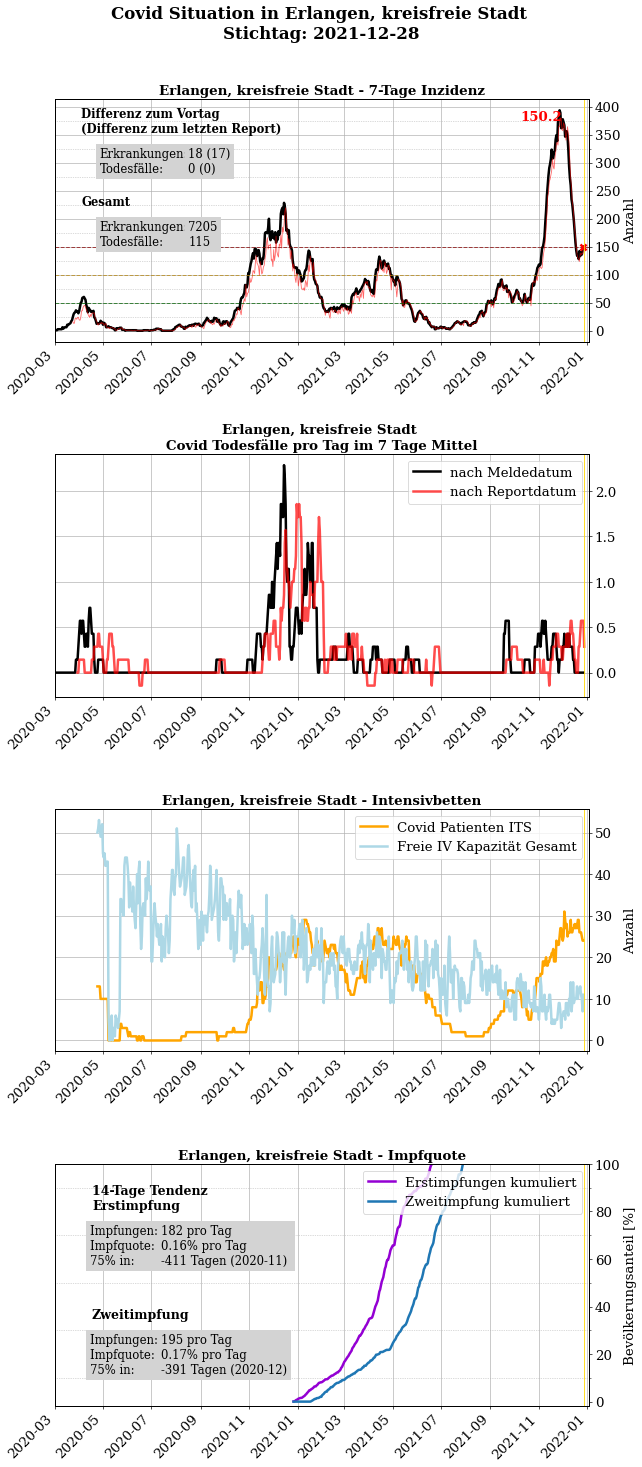 Covid Situation in Erlangen, kreisfreie Stadt
Stichtag: 2021-12-28
Erlangen, kreisfreie Stadt - 7-Tage Inzidenz
Differenz zum Vortag
(Differenz zum letzten Report)
Erkrankungen 18 (17)
Todesfälle: 0 (0)
Gesamt
Erkrankungen 7205
Todesfälle: 115
150.2
400
350
300
250
200
150
100
50
0
Anzahl
2020-03 2020-05 2020-07 2020-09 2020-11 2021-01 2021-03 2021-05 2021-07 2021-09 2021-11 2022-01
Erlangen, kreisfreie Stadt
Covid Todesfälle pro Tag im 7 Tage Mittel
nach Meldedatum
nach Reportdatum
2.0
1.5
1.0
0.5
0.0
2020-03 2020-05 2020-07 2020-09 2020-11 2021-01 2021-03 2021-05 2021-07 2021-09 2021-11 2022-01
Erlangen, kreisfreie Stadt - Intensivbetten
Covid Patienten ITS
Freie IV Kapazität Gesamt
50
40
30
20
10
0
Anzahl
2020-03 2020-05 2020-07 2020-09 2020-11 2021-01 2021-03 2021-05 2021-07 2021-09 2021-11 2022-01
Erlangen, kreisfreie Stadt - Impfquote
14-Tage Tendenz
Erstimpfung
Impfungen: 182 pro Tag
Impfquote: 0.16% pro Tag
75% in: -411 Tagen (2020-11)
Zweitimpfung
Impfungen: 195 pro Tag
Impfquote: 0.17% pro Tag
75% in: -391 Tagen (2020-12)
Erstimpfungen kumuliert
Zweitimpfung kumuliert
100
80
60
40
20
0
Bevölkerungsanteil [%]
2020-03 2020-05 2020-07 2020-09 2020-11 2021-01 2021-03 2021-05 2021-07 2021-09 2021-11 2022-01